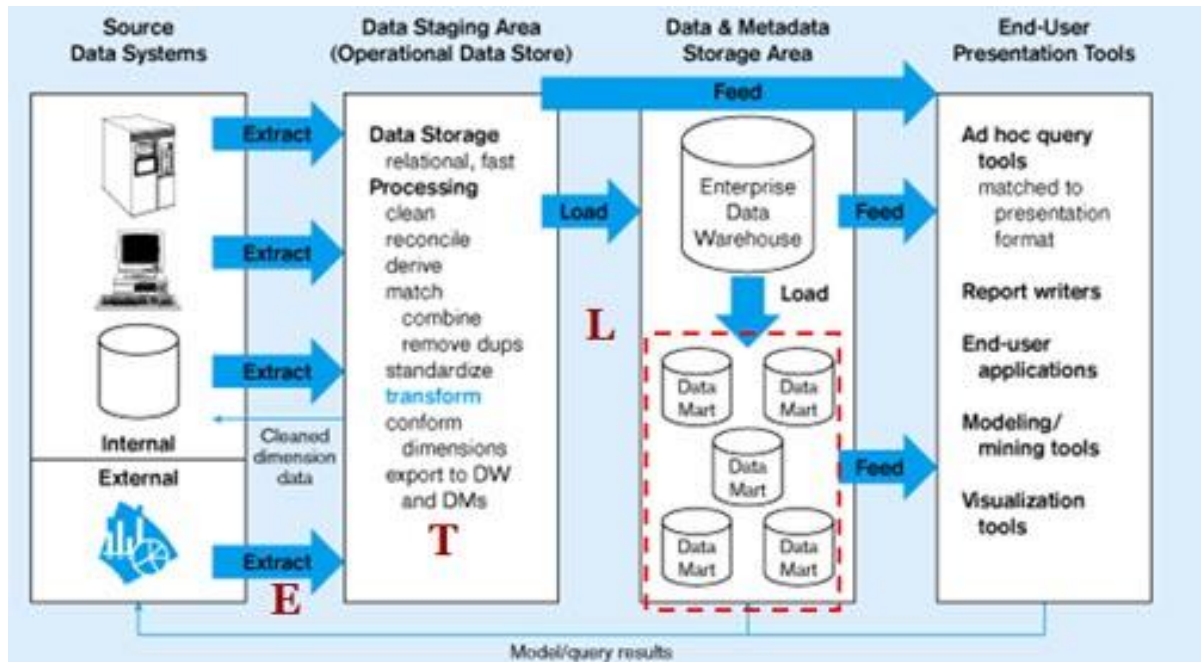 Source
Data Systems
Data Staging Area
(Operational Data Store)
Data & Metadata
Storage Area
End-User
Presentation Tools
Extract
Extract
Extract
Internal
External
Extract
E
Cleaned
dimension
data
Data Storage
relational, fast
Processing
clean
reconcile
derive
match
combine
remove dups
standardize
transform
conform
dimensions
export to DW
and DMs
T
Feed
Load
Enterprise
Data
Warehouse
Feed
Load
L
Data
Mart
Data
Mart
Data
Mart
Data
Mart
Data
Mart
Feed
Ad hoc query
tools
matched to
presentation
format
Report writers
End-user
applications
Modeling/
mining tools
Visualization
tools
Model/query results